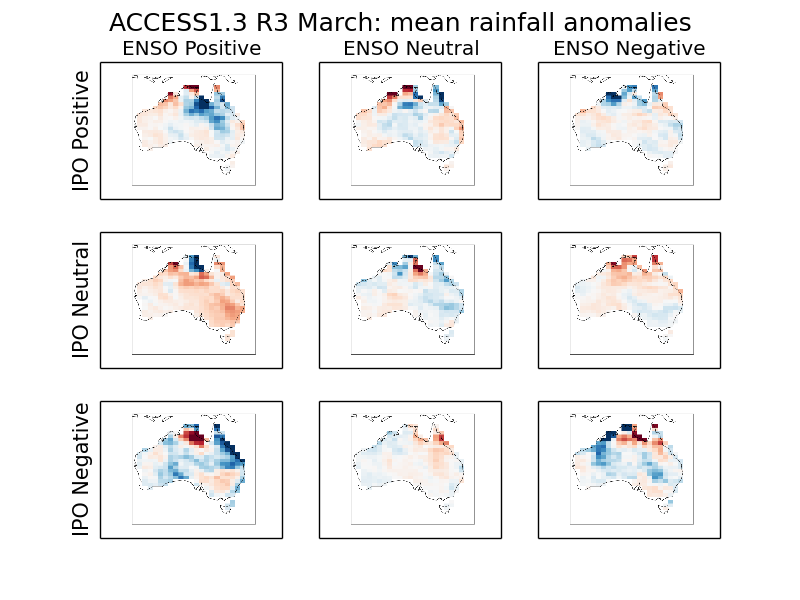 ACCESS1.3 R3 March: mean rainfall anomalies
ENSO Positive
ENSO Neutral
ENSO Negative
IPO Positive
IPO Neutral
IPO Negative